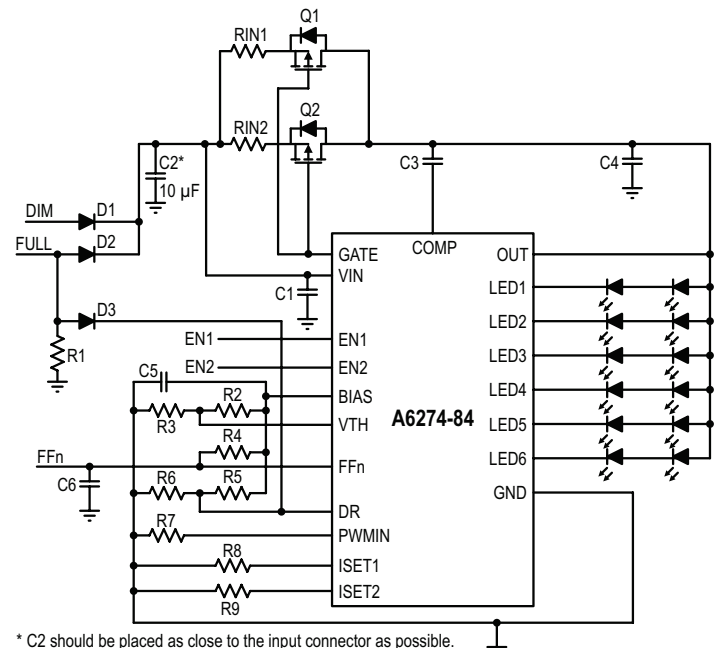 Q1
RIN1
Q2
RIN2
C2*
10 µF
C3
C4
DIM
D1
FULL
D2
GATE
COMP
OUT
VIN
C1
LED1
D3
LED2
EN1
EN1
R1
LED3
EN2
EN2
C5
LED4
R2
BIAS
A6274-84
R3
VTH
LED5
R4
FFn
FFn
LED6
C6
R6
R5
GND
DR
R7
PWMIN
R8
ISET1
R9
ISET2
* C2 should be placed as close to the input connector as possible.